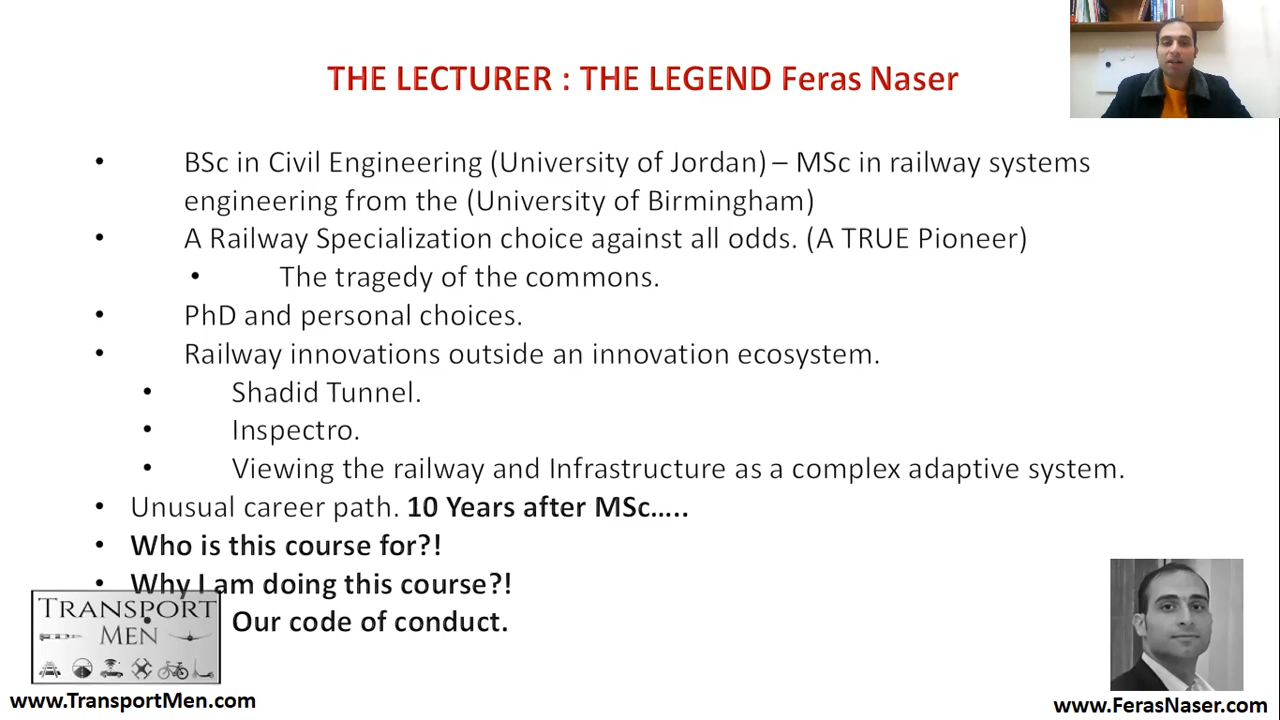 THE LECTURER : THE LEGEND Feras Naser
• BSc in Civil Engineering (University of Jordan) – MSc in railway systems
engineering from the (University of Birmingham)
• A Railway Specialization choice against all odds. (A TRUE Pioneer)
• The tragedy of the commons.
• PhD and personal choices.
• Railway innovations outside an innovation ecosystem.
• Shadid Tunnel.
• Inspectro.
• Viewing the railway and Infrastructure as a complex adaptive system.
• Unusual career path. 10 Years after MSc…..
• Who is this course for?!
• Why I am doing this course?!
• Our code of conduct.
TRANSPORT
MEN
www.TransportMen.com
www.FerasNaser.com